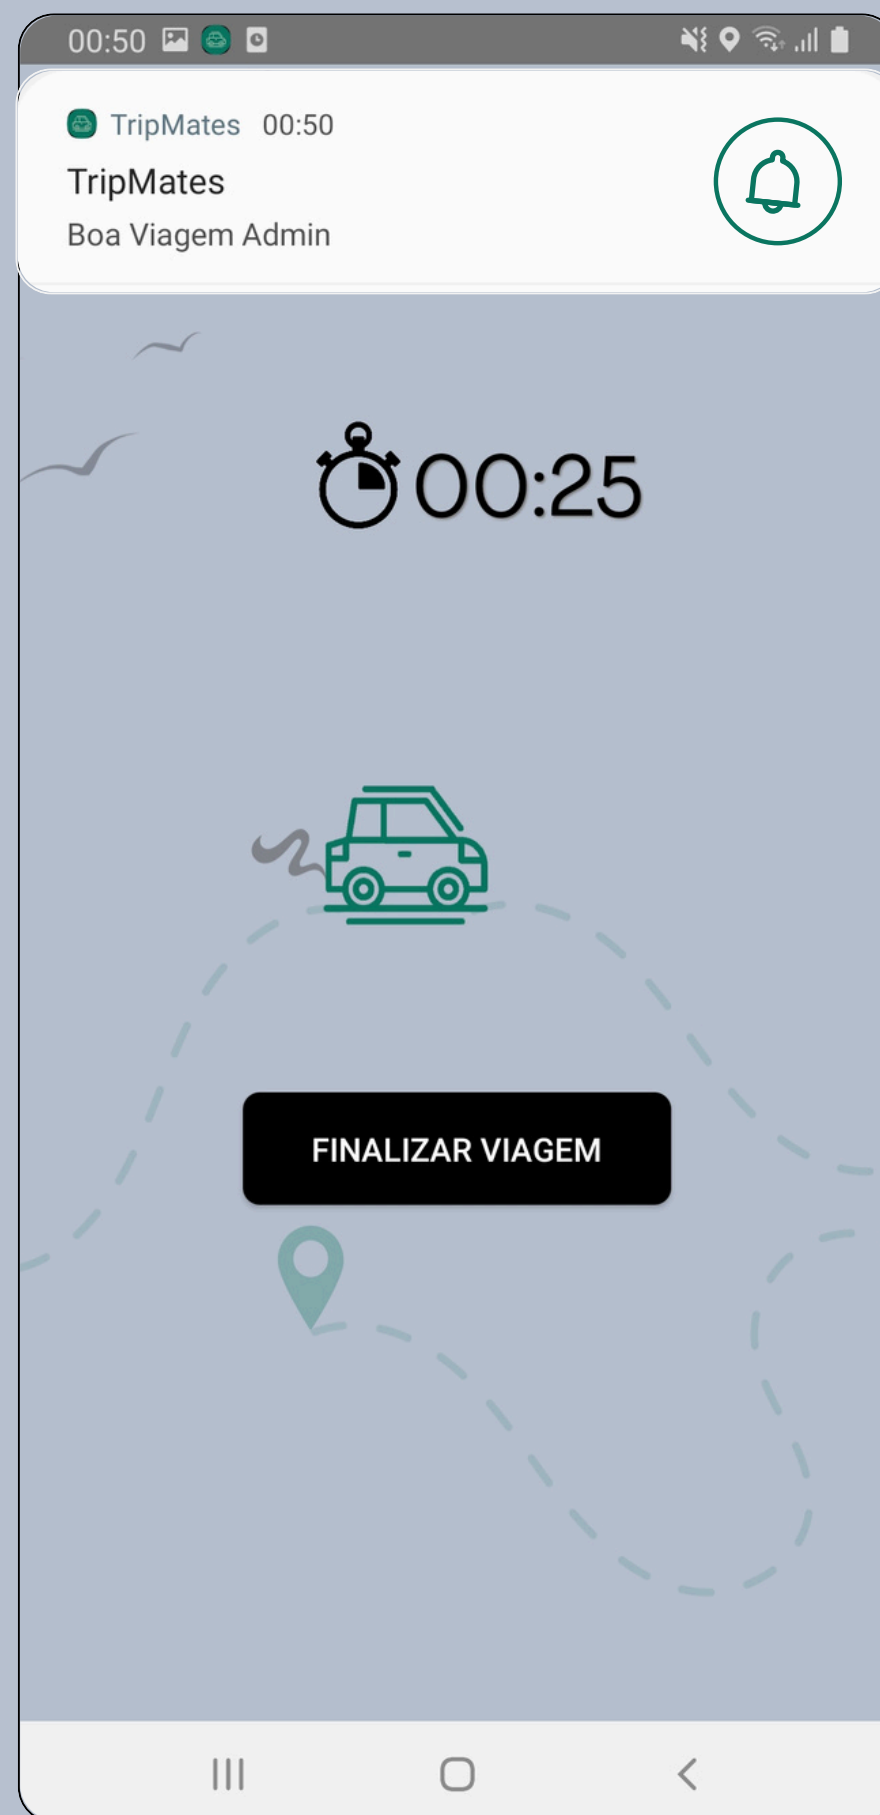 00:50
TripMates 00:50
TripMates
Boa Viagem Admin
00:25
FINALIZAR VIAGEM